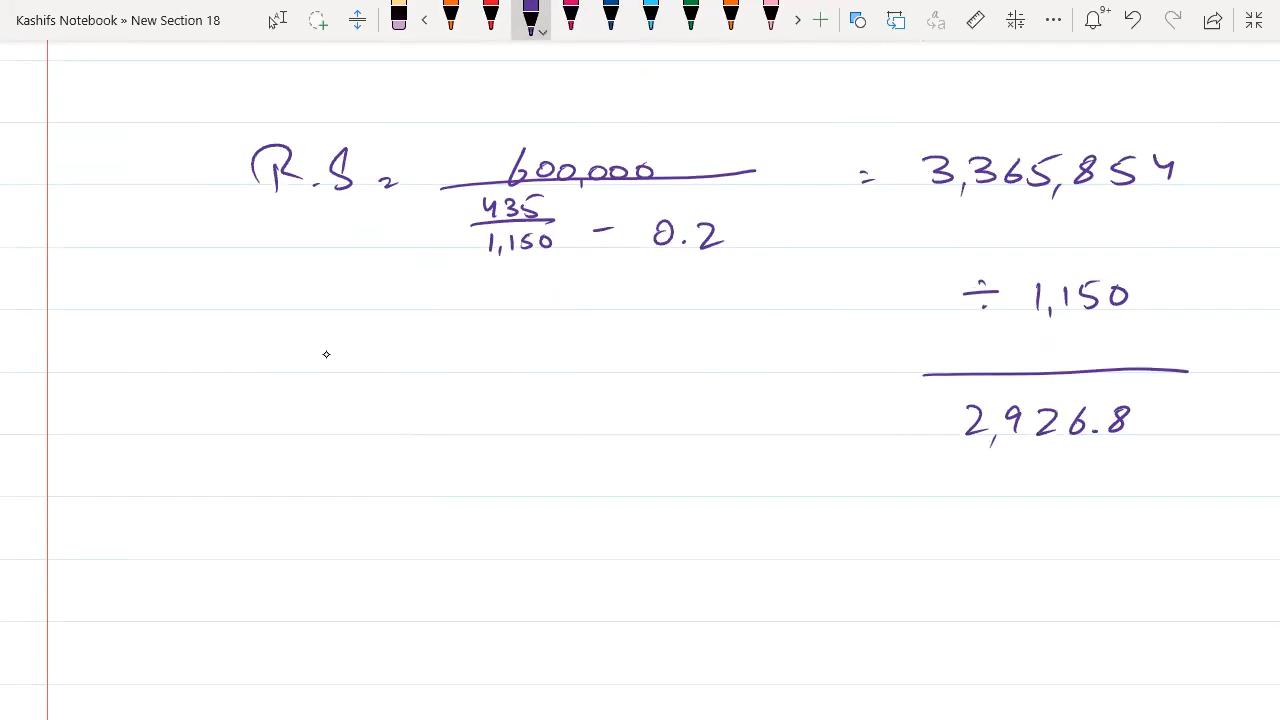 Kashifs Notebook » New Section 18
9+
R.S = 600,000 = 3,365,854
435
1,150 - 0.2
÷ 1,150
2,926.8